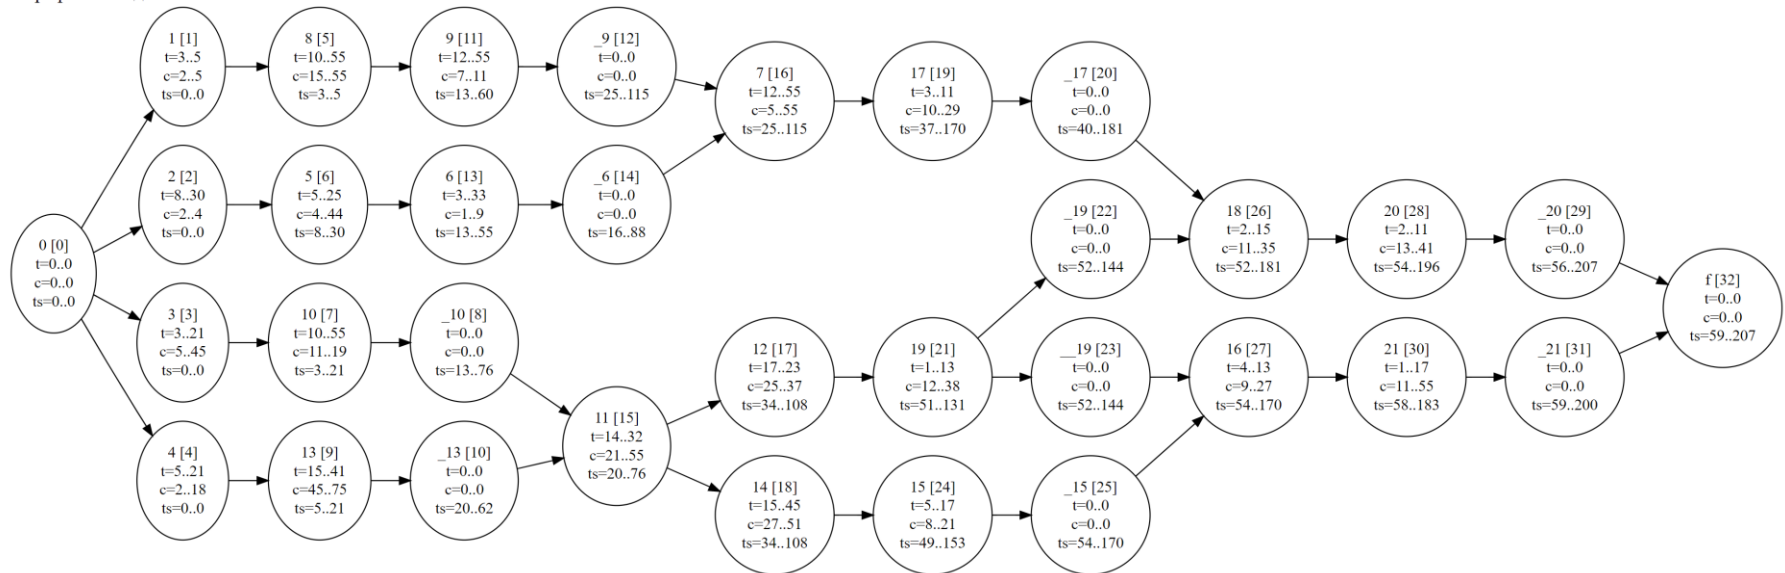 1 [1]
t=3..5
c=2..5
ts=0..0
8 [5]
t=10..55
c=15..55
ts=3..5
9 [11]
t=12..55
c=7..11
ts=13..60
_9 [12]
t=0..0
c=0..0
ts=25..115
7 [16]
t=12..55
c=5..55
ts=25..115
17 [19]
t=3..11
c=10..29
ts=37..170
_17 [20]
t=0..0
c=0..0
ts=40..181
2 [2]
t=8..30
c=2..4
ts=0..0
5 [6]
t=5..25
c=4..44
ts=8..30
6 [13]
t=3..33
c=1..9
ts=13..55
_6 [14]
t=0..0
c=0..0
ts=16..88
_19 [22]
t=0..0
c=0..0
ts=52..144
18 [26]
t=2..15
c=11..35
ts=52..181
20 [28]
t=2..11
c=13..41
ts=54..196
_20 [29]
t=0..0
c=0..0
ts=56..207
0 [0]
t=0..0
c=0..0
ts=0..0
f [32]
t=0..0
c=0..0
ts=59..207
3 [3]
t=3..21
c=5..45
ts=0..0
10 [7]
t=10..55
c=11..19
ts=3..21
_10 [8]
t=0..0
c=0..0
ts=13..76
12 [17]
t=17..23
c=25..37
ts=34..108
19 [21]
t=1..13
c=12..38
ts=51..131
__19 [23]
t=0..0
c=0..0
ts=52..144
16 [27]
t=4..13
c=9..27
ts=54..170
21 [30]
t=1..17
c=11..55
ts=58..183
_21 [31]
t=0..0
c=0..0
ts=59..200
4 [4]
t=5..21
c=2..18
ts=0..0
13 [9]
t=15..41
c=45..75
ts=5..21
_13 [10]
t=0..0
c=0..0
ts=20..62
11 [15]
t=14..32
c=21..55
ts=20..76
14 [18]
t=15..45
c=27..51
ts=34..108
15 [24]
t=5..17
c=8..21
ts=49..153
_15 [25]
t=0..0
c=0..0
ts=54..170